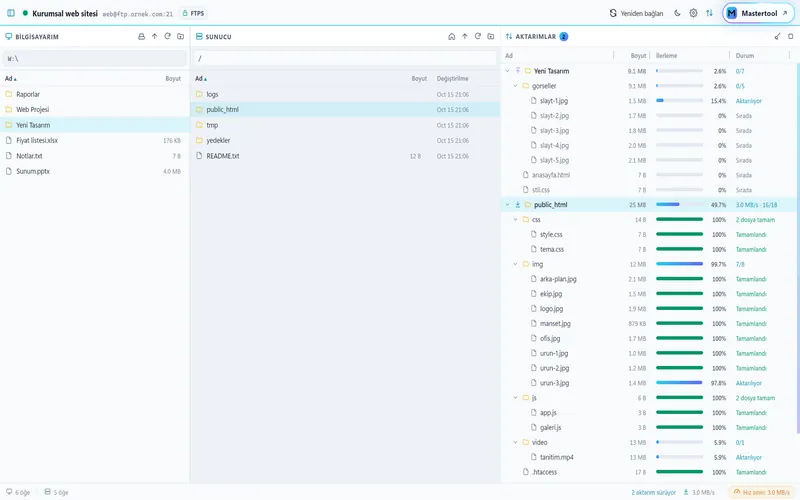 Kurumsal web sitesi web@ftp.ornek.com:21 FTPS Yeniden bağlan Mastertool ↗
BİLGİSAYARIM
W:\
Ad ▲ Boyut
Raporlar
Web Projesi
Yeni Tasarım
Fiyat listesi.xlsx 176 KB
Notlar.txt 7 B
Sunum.pptx 4.0 MB
SUNUCU
/
Ad ▲ Boyut Değiştirilme
logs Oct 15 21:06
public_html Oct 15 21:06
tmp Oct 15 21:06
yedekler Oct 15 21:06
README.txt 12 B Oct 15 21:06
AKTARIMLAR 2
Ad Boyut İlerleme Durum
Yeni Tasarım 9.1 MB 2.6% 0/7
gorseller 9.1 MB 2.6% 0/5
slayt-1.jpg 1.5 MB 15.4% Aktarılıyor
slayt-2.jpg 1.7 MB 0% Sırada
slayt-3.jpg 1.8 MB 0% Sırada
slayt-4.jpg 2.0 MB 0% Sırada
slayt-5.jpg 2.1 MB 0% Sırada
anasayfa.html 7 B 0% Sırada
stil.css 7 B 0% Sırada
public_html 25 MB 49.7% 3.0 MB/s · 16/18
css 14 B 100% 2 dosya tamam
style.css 7 B 100% Tamamlandı
tema.css 7 B 100% Tamamlandı
img 12 MB 99.7% 7/8
arka-plan.jpg 2.1 MB 100% Tamamlandı
ekip.jpg 1.5 MB 100% Tamamlandı
logo.jpg 1.9 MB 100% Tamamlandı
manset.jpg 879 KB 100% Tamamlandı
ofis.jpg 1.7 MB 100% Tamamlandı
urun-1.jpg 1.0 MB 100% Tamamlandı
urun-2.jpg 1.2 MB 100% Tamamlandı
urun-3.jpg 1.4 MB 97.8% Aktarılıyor
js 6 B 100% 2 dosya tamam
app.js 3 B 100% Tamamlandı
galeri.js 3 B 100% Tamamlandı
video 13 MB 5.9% 0/1
tanitim.mp4 13 MB 5.9% Aktarılıyor
.htaccess 17 B 100% Tamamlandı
6 öğe 5 öğe 2 aktarım sürüyor 3.0 MB/s Hız sınırı: 3.0 MB/s